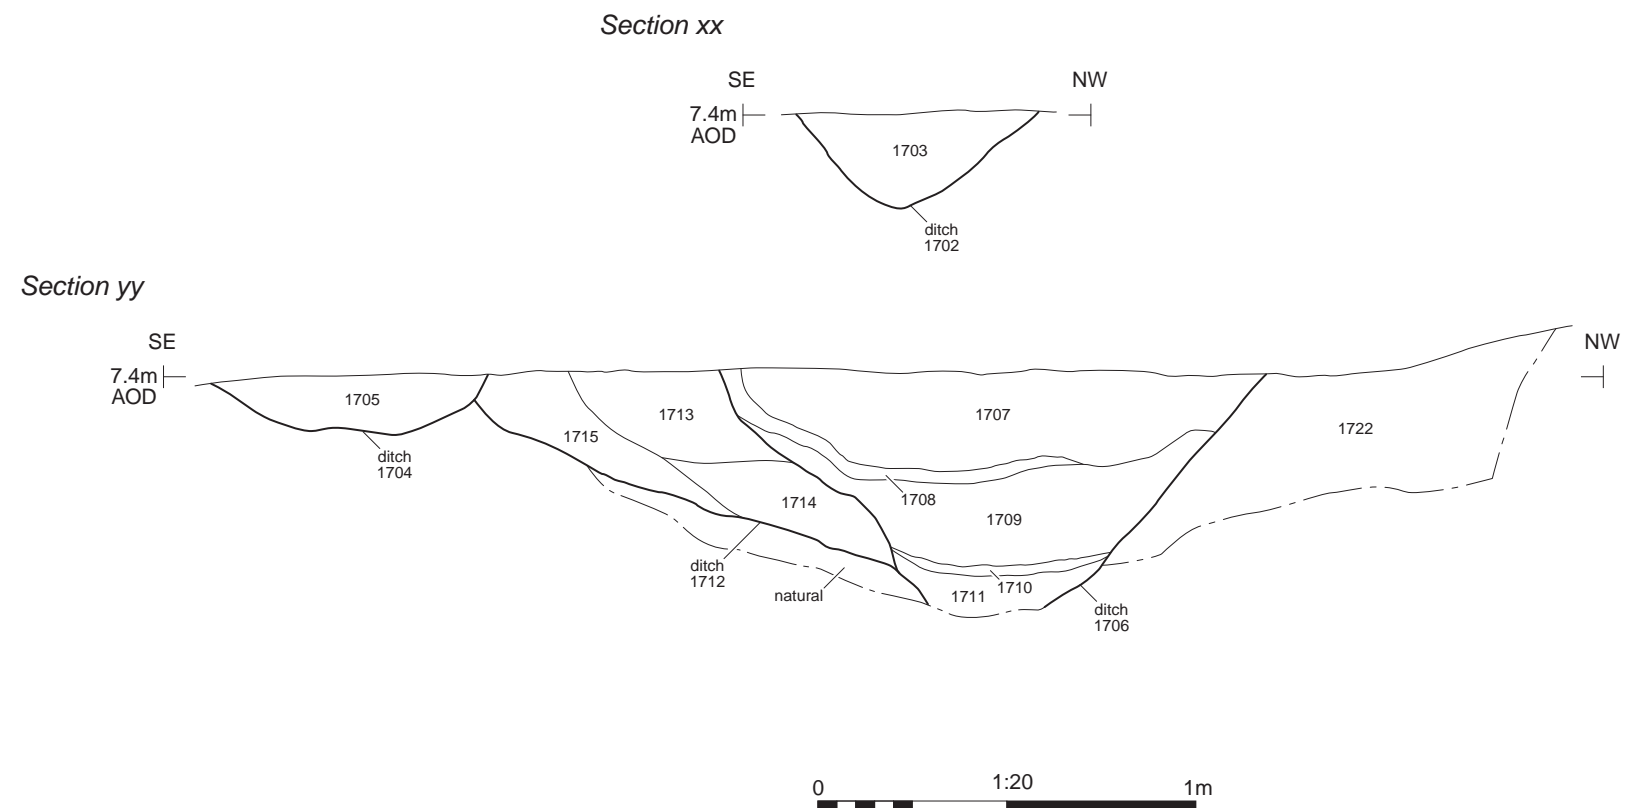 Section xx
SE
NW
7.4m
AOD
1703
ditch
1702
Section yy
SE
NW
7.4m
AOD
1705
1713
1707
1715
1722
ditch
1704
1708
1714
1709
ditch
1712
natural
1711
1710
ditch
1706
0
1:20
1m